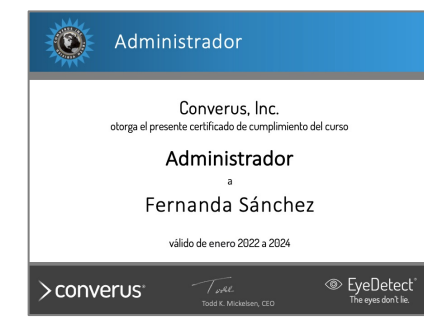 Administrador
Converus, Inc.
otorga el presente certificado de cumplimiento del curso
Administrador
a
Fernanda Sánchez
válido de enero 2022 a 2024
converus®
Todd
Todd K. Mickelsen, CEO
EyeDetect®
The eyes don't lie.